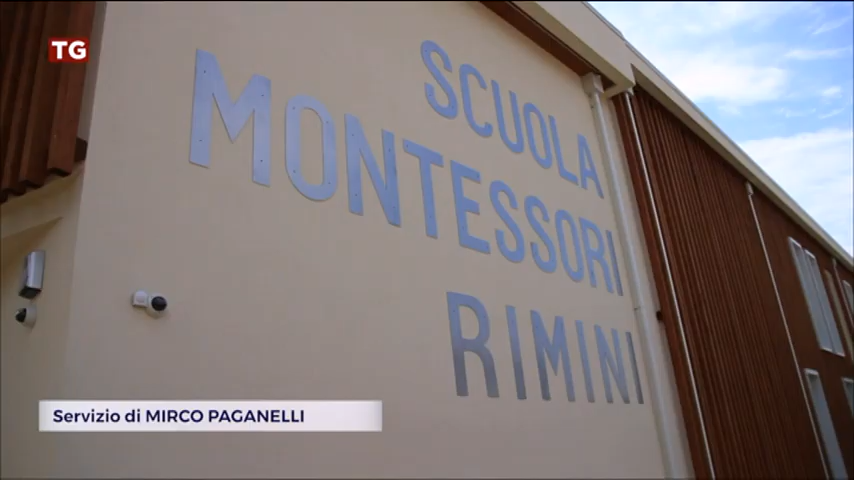 TG
SCUOLA
MONTESSORI
RIMINI
Servizio di MIRCO PAGANELLI